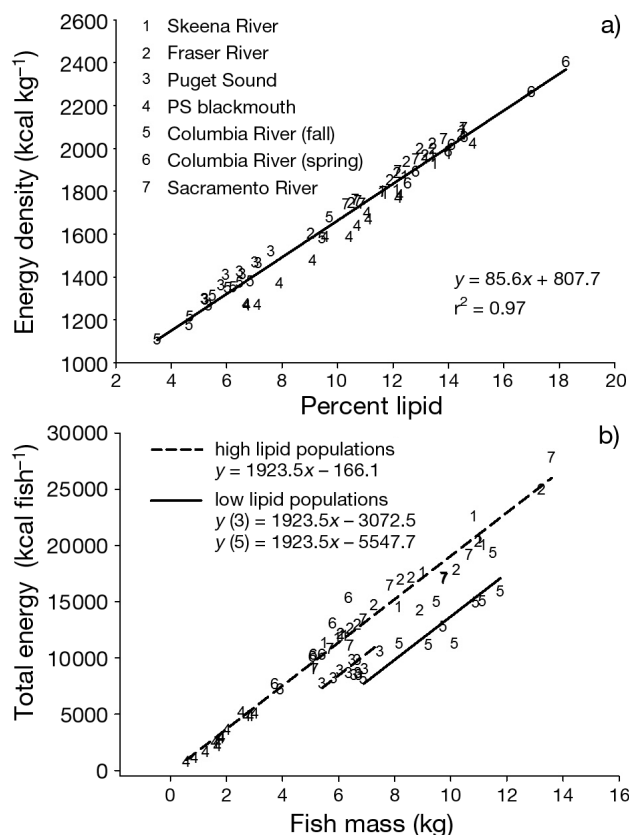 a)
2600
2400
2200
2000
1800
1600
1400
1200
1000
Energy density (kcal kg⁻¹)
1 Skeena River
2 Fraser River
3 Puget Sound
4 PS blackmouth
5 Columbia River (fall)
6 Columbia River (spring)
7 Sacramento River
y = 85.6x + 807.7
r² = 0.97
2 4 6 8 10 12 14 16 18 20
Percent lipid
b)
30000
25000
20000
15000
10000
5000
0
Total energy (kcal fish⁻¹)
high lipid populations
y = 1923.5x – 166.1
low lipid populations
y (3) = 1923.5x – 3072.5
y (5) = 1923.5x – 5547.7
0 2 4 6 8 10 12 14 16
Fish mass (kg)